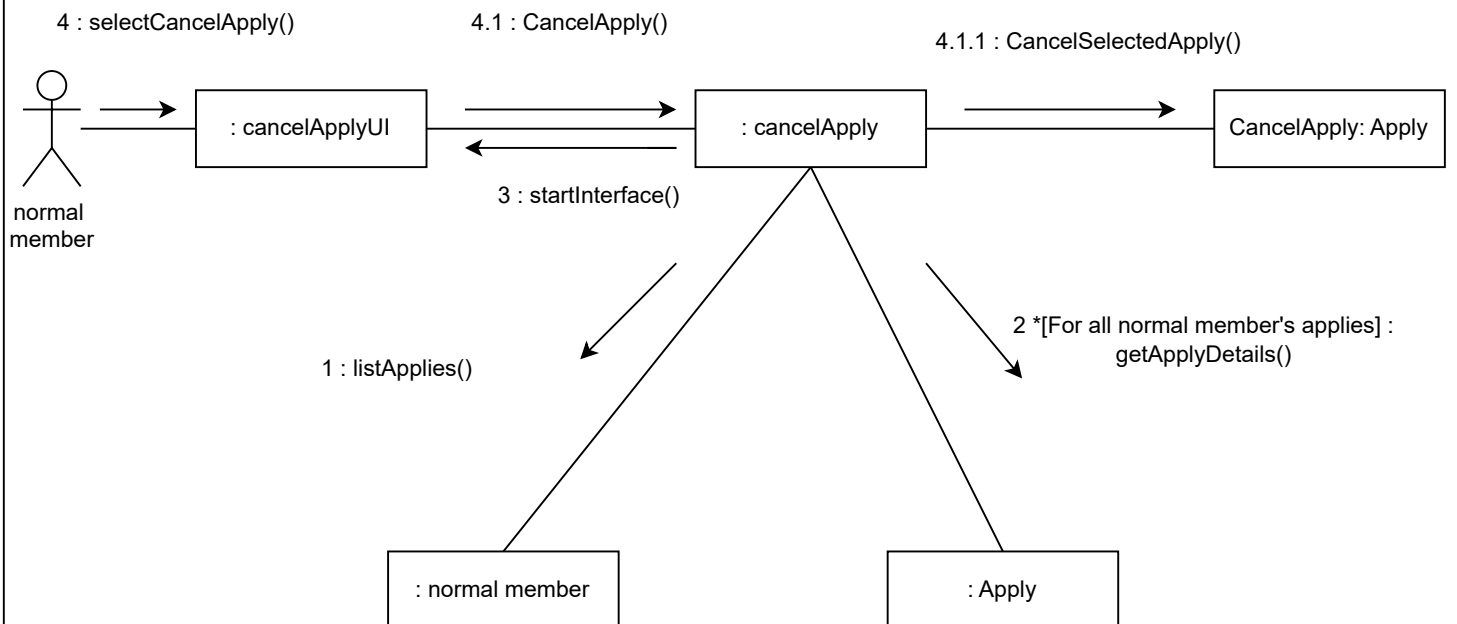 4 : selectCancelApply()
4.1 : CancelApply()
4.1.1 : CancelSelectedApply()
: cancelApplyUI
: cancelApply
CancelApply: Apply
3 : startInterface()
normal
member
1 : listApplies()
2 *[For all normal member's applies] :
getApplyDetails()
: normal member
: Apply